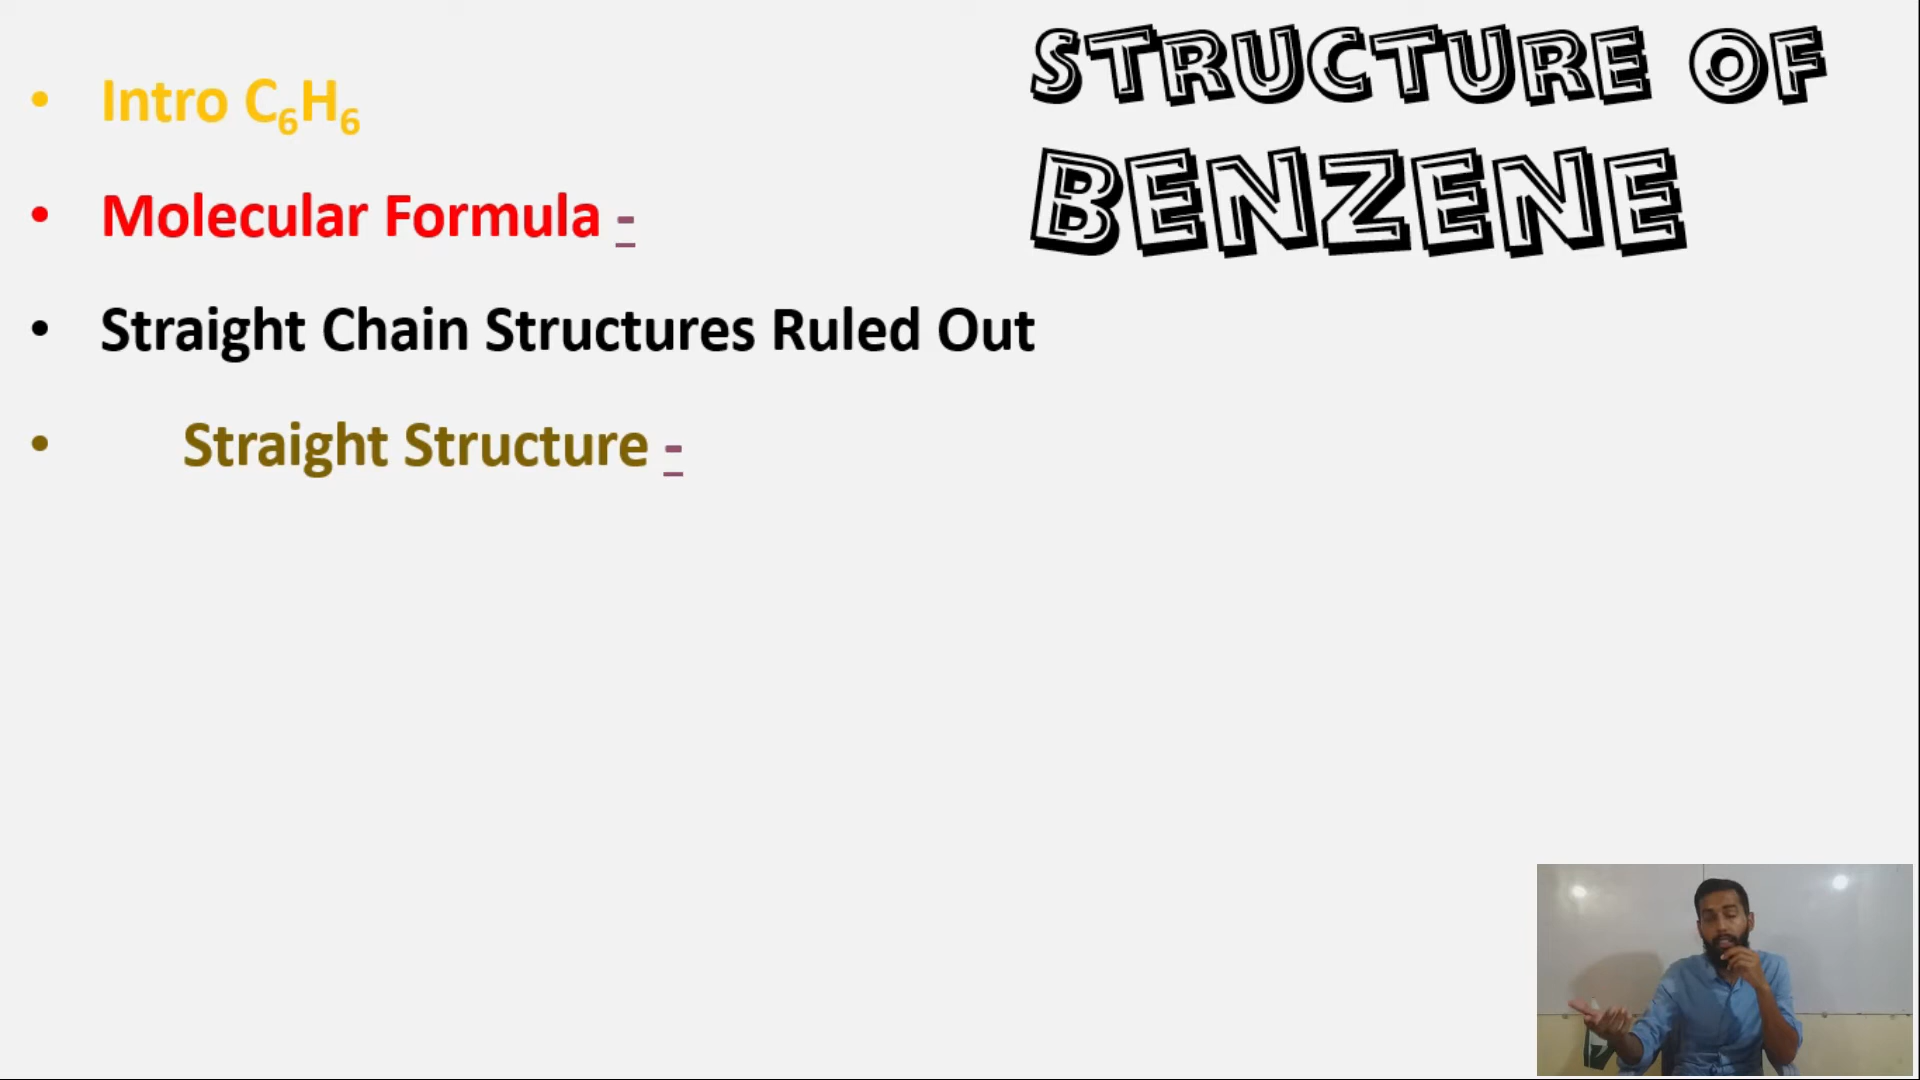 STRUCTURE OF
BENZENE
• Intro C₆H₆
• Molecular Formula -
• Straight Chain Structures Ruled Out
• Straight Structure -